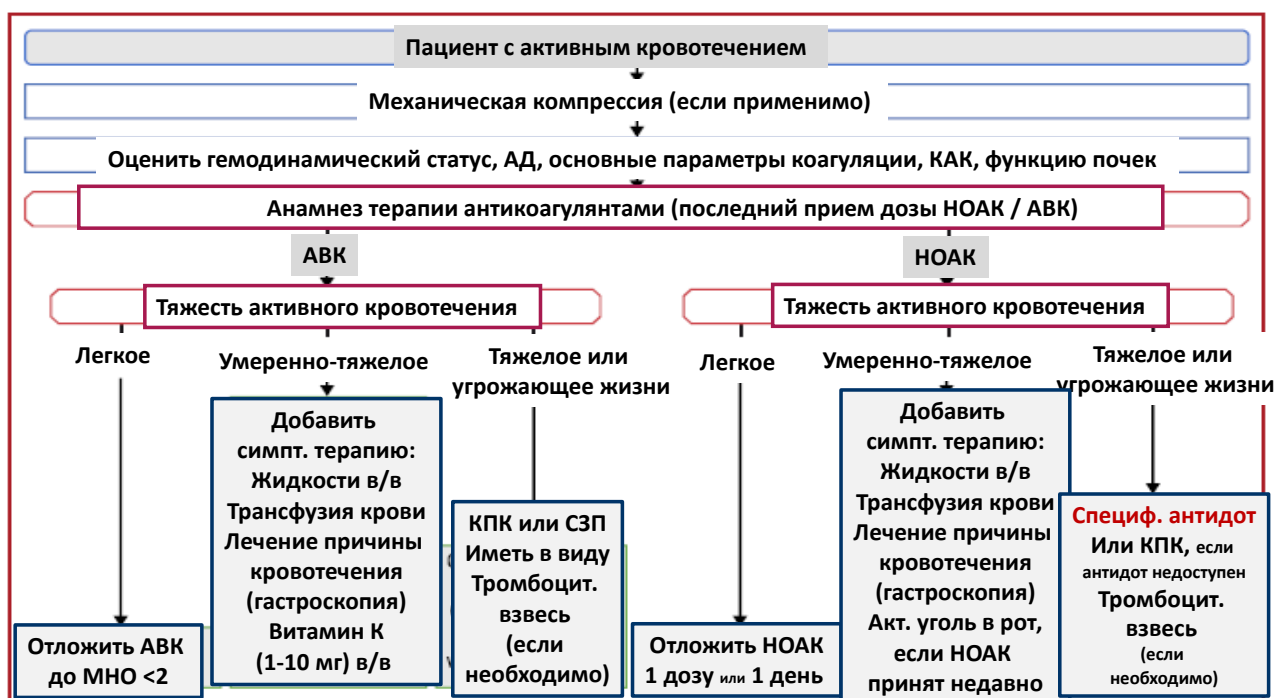 Пациент с активным кровотечением
Механическая компрессия (если применимо)
Оценить гемодинамический статус, АД, основные параметры коагуляции, КАК, функцию почек
Анамнез терапии антикоагулянтами (последний прием дозы НОАК / АВК)
АВК
Тяжесть активного кровотечения
Легкое
Умеренно-тяжелое
Тяжелое или
угрожающее жизни
Отложить АВК
до МНО <2
Добавить
симпт. терапию:
Жидкости в/в
Трансфузия крови
Лечение причины
кровотечения
(гастроскопия)
Витамин К
(1-10 мг) в/в
КПК или СЗП
Иметь в виду
Тромбоцит.
взвесь
(если
необходимо)
НОАК
Тяжесть активного кровотечения
Легкое
Умеренно-тяжелое
Тяжелое или
угрожающее жизни
Отложить НОАК
1 дозу или 1 день
Добавить
симпт. терапию:
Жидкости в/в
Трансфузия крови
Лечение причины
кровотечения
(гастроскопия)
Акт. уголь в рот,
если НОАК
принят недавно
Специф. антидот
Или КПК, если
антидот недоступен
Тромбоцит.
взвесь
(если
необходимо)